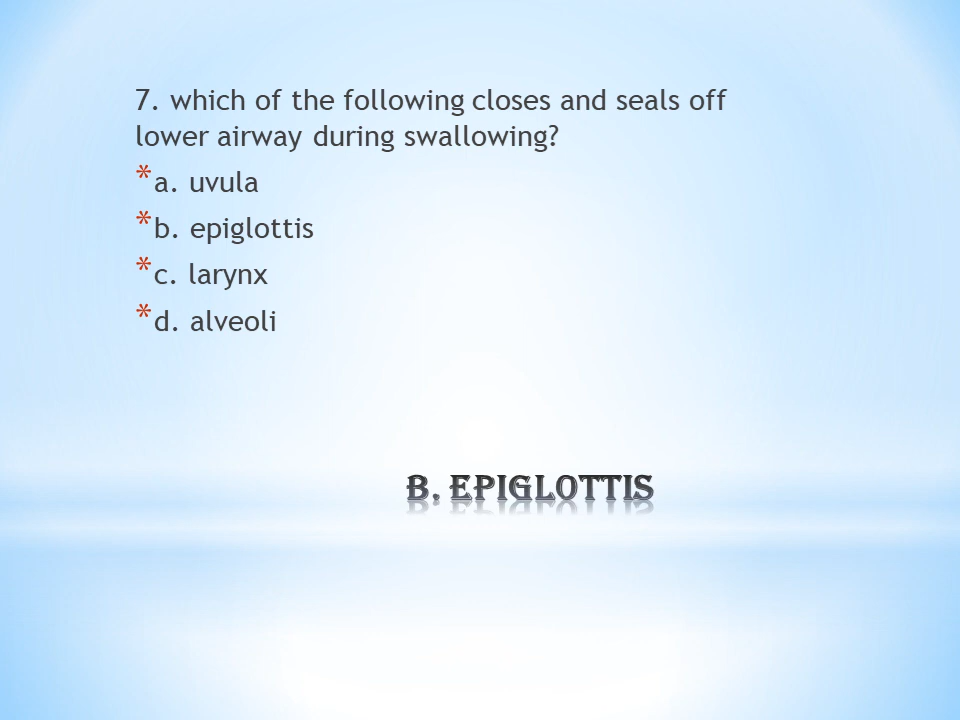 7. which of the following closes and seals off
lower airway during swallowing?
* a. uvula
* b. epiglottis
* c. larynx
* d. alveoli
B. EPIGLOTTIS